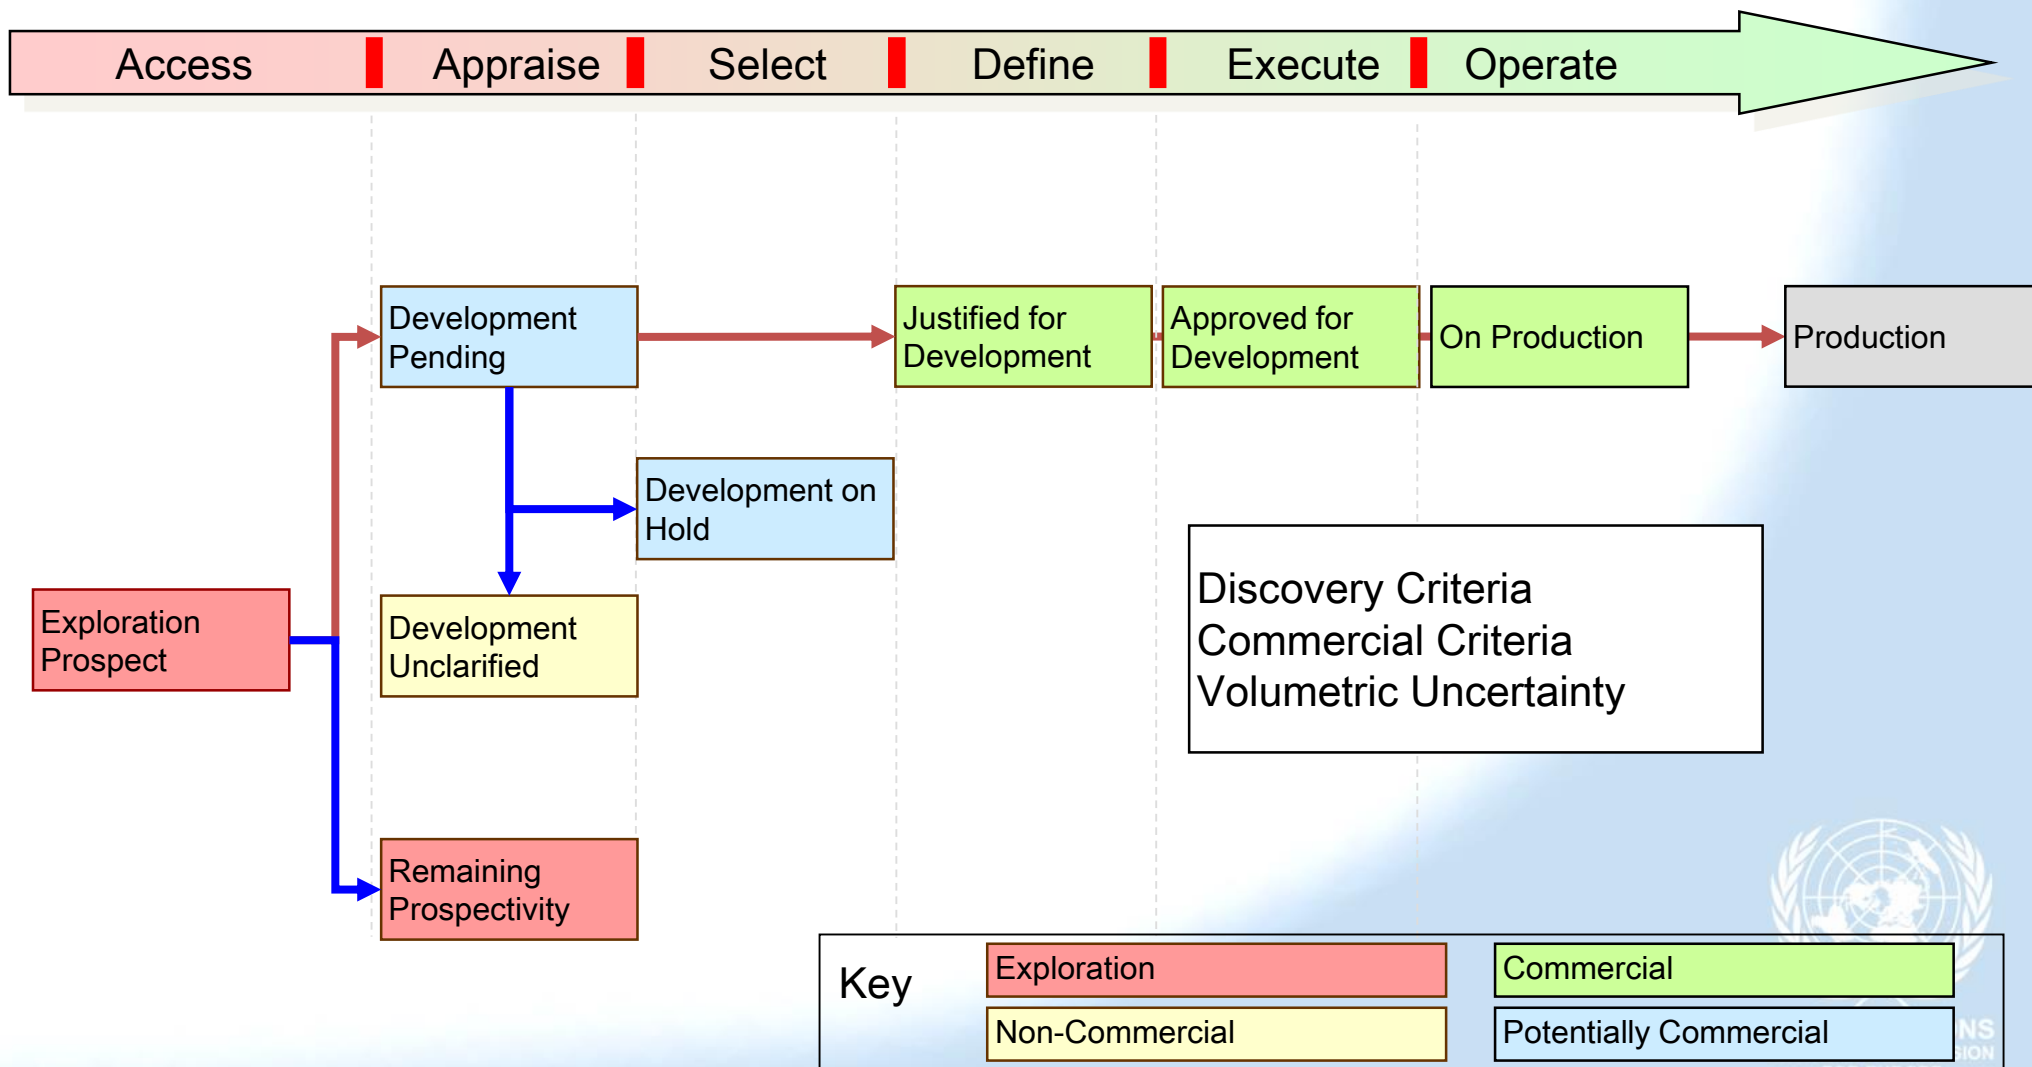 Access Appraise Select Define Execute Operate
Development
Pending
Justified for
Development
Approved for
Development
On Production
Production
Development on
Hold
Exploration
Prospect
Development
Unclarified
Discovery Criteria
Commercial Criteria
Volumetric Uncertainty
Remaining
Prospectivity
Key
Exploration
Commercial
Non-Commercial
Potentially Commercial